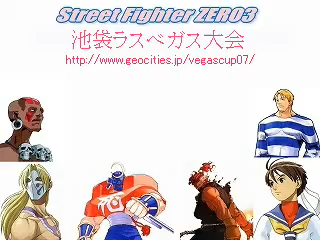 Street Fighter ZERO3
池袋ラスベガス大会
http://www.geocities.jp/vegascup07/